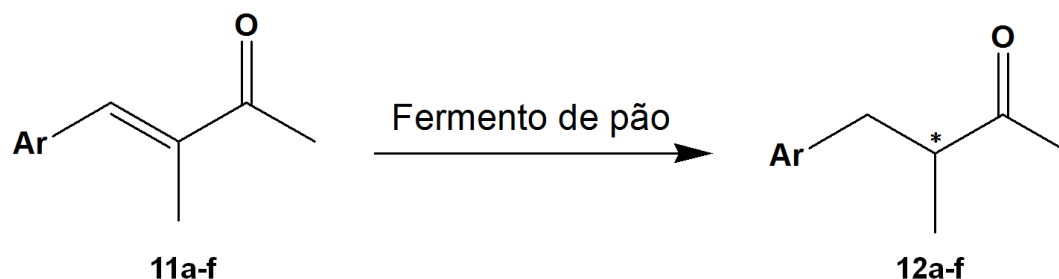 O
O
Fermento de pão
*
Ar
Ar
11a-f
12a-f